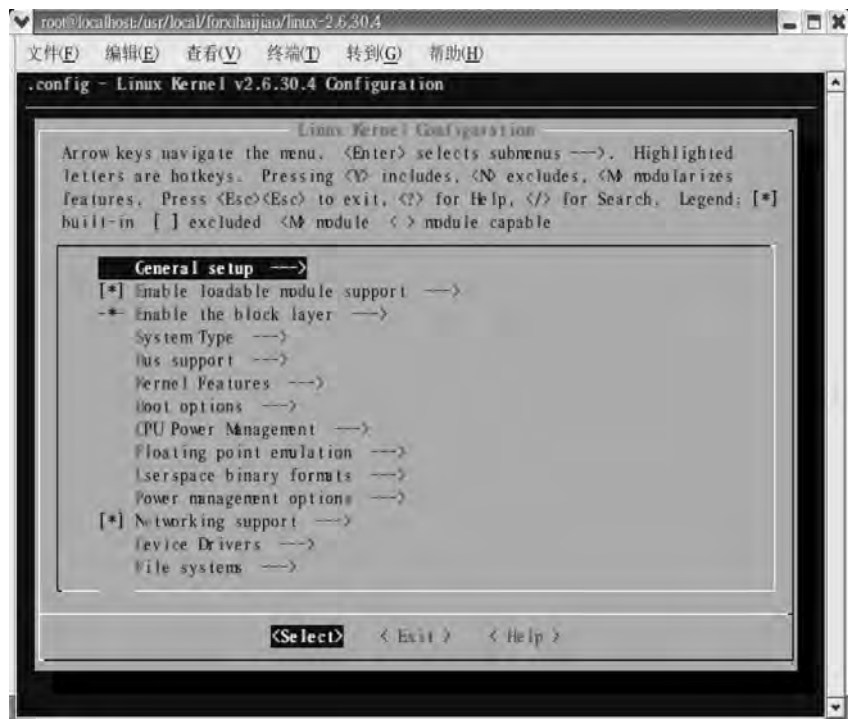 root@localhost:/usr/local/forxihaijiao/linux-2.6.30.4
文件(F) 编辑(E) 查看(V) 终端(T) 转到(G) 帮助(H)
.config - Linux Kernel v2.6.30.4 Configuration
Linux Kernel Configuration
Arrow keys navigate the menu. <Enter> selects submenus --->. Highlighted
letters are hotkeys. Pressing <Y> includes, <N> excludes, <M> modularizes
features. Press <Esc><Esc> to exit, <?> for Help, </> for Search. Legend: [*]
built-in [ ] excluded <M> module < > module capable
General setup --->
[*] Enable loadable module support --->
-*- Enable the block layer --->
System Type --->
Bus support --->
Kernel Features --->
Boot options --->
CPU Power Management --->
Floating point emulation --->
Userspace binary formats --->
Power management options --->
[*] Networking support --->
Device Drivers --->
File systems --->
<Select> < Exit > < Help >